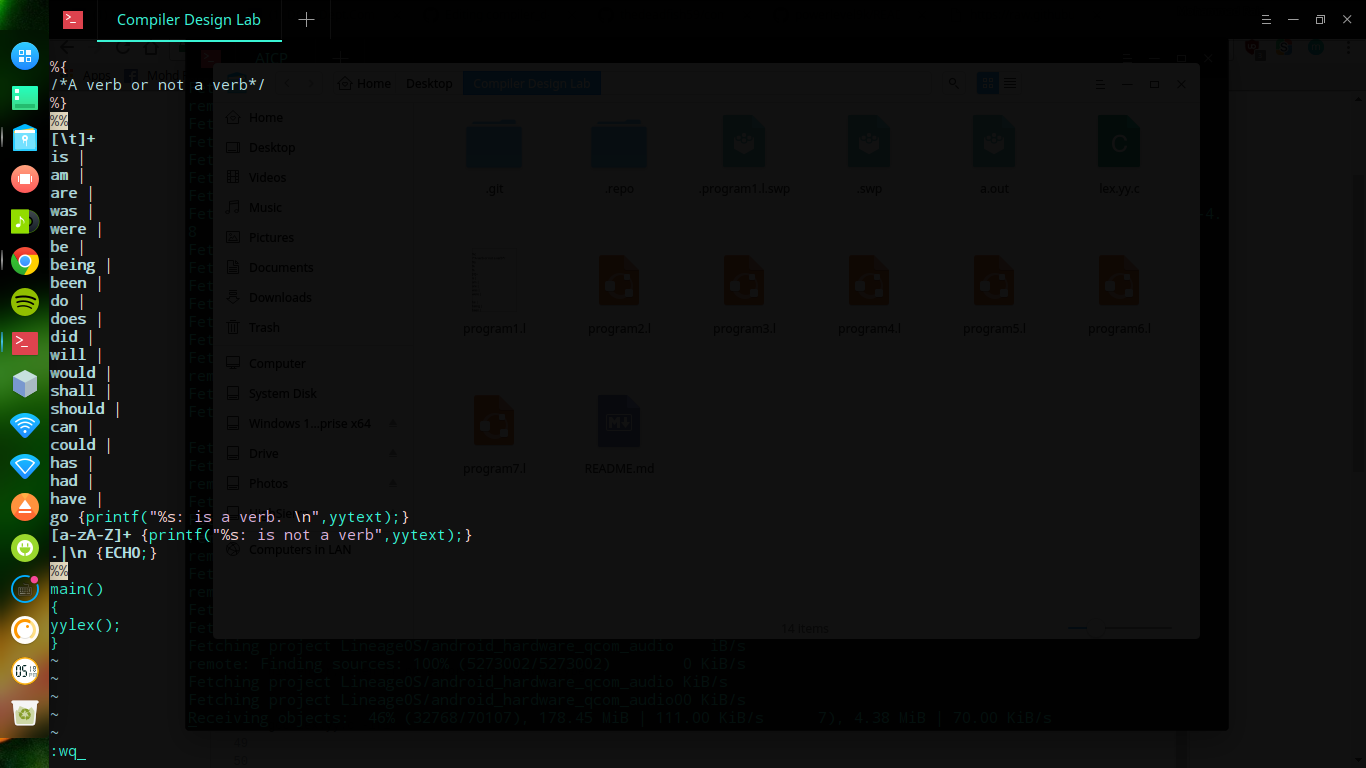 Compiler Design Lab
%{
/*A verb or not a verb*/
%}
%%
[\t]+
is |
am |
are |
was |
were |
be |
being |
been |
do |
does |
did |
will |
would |
shall |
should |
can |
could |
has |
had |
have |
go {printf("%s: is a verb. \n",yytext);}
[a-zA-Z]+ {printf("%s: is not a verb",yytext);}
.|\n {ECHO;}
%%
main()
{
yylex();
}
~
~
~
~
~
:wq_
AICP
Home
Desktop
Compiler Design Lab
Home
Desktop
Videos
Music
Pictures
Documents
Downloads
Trash
Computer
System Disk
Windows 1...prise x64
Drive
Photos
Computers in LAN
.git
.repo
.program1.l.swp
.swp
a.out
lex.yy.c
program1.l
program2.l
program3.l
program4.l
program5.l
program6.l
program7.l
README.md
14 items
Fetching project LineageOS/android_hardware_qcom_audio iB/s
remote: Finding sources: 100% (5273002/5273002) 0 KiB/s
Fetching project LineageOS/android_hardware_qcom_audio KiB/s
Fetching project LineageOS/android_hardware_qcom_audio00 KiB/s
Receiving objects: 46% (32768/70107), 178.45 MiB | 111.00 KiB/s 7), 4.38 MiB | 70.00 KiB/s